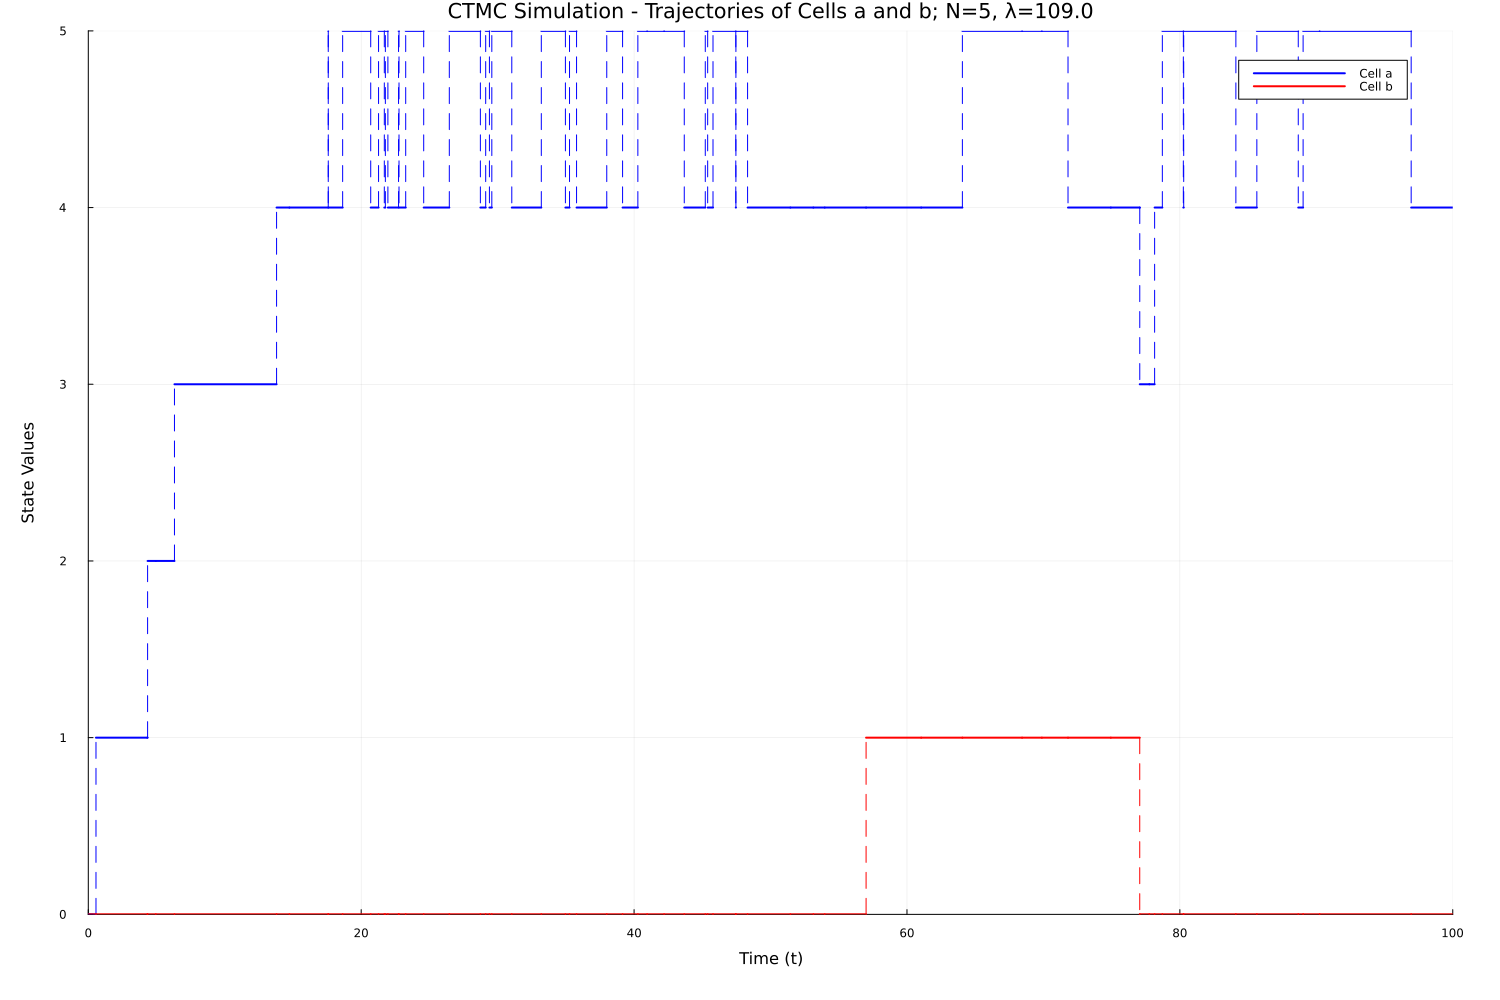 CTMC Simulation - Trajectories of Cells a and b; N=5, λ=109.0
5
Cell a
Cell b
4
3
State Values
2
1
0
0 20 40 60 80 100
Time (t)